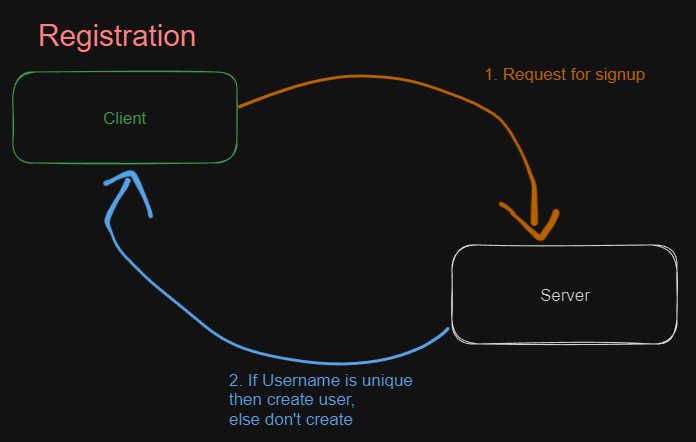 Registration
1. Request for signup
Client
Server
2. If Username is unique
then create user,
else don't create